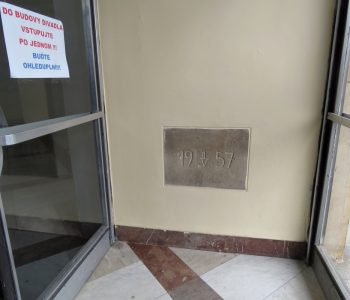 DO BUDOVY DIVADLA
VSTUPUJTE
PO JEDNOM !!!
BUĎTE
OHLEDUPLNÍ!!!
19 57